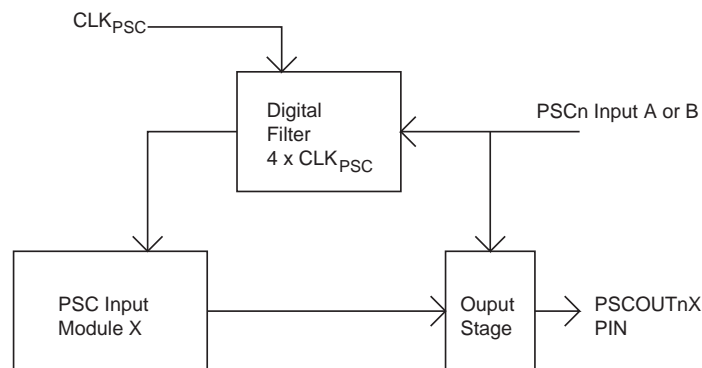 CLKPSC
Digital
Filter
4 x CLKPSC
PSCn Input A or B
PSC Input
Module X
Ouput
Stage
PSCOUTnX
PIN